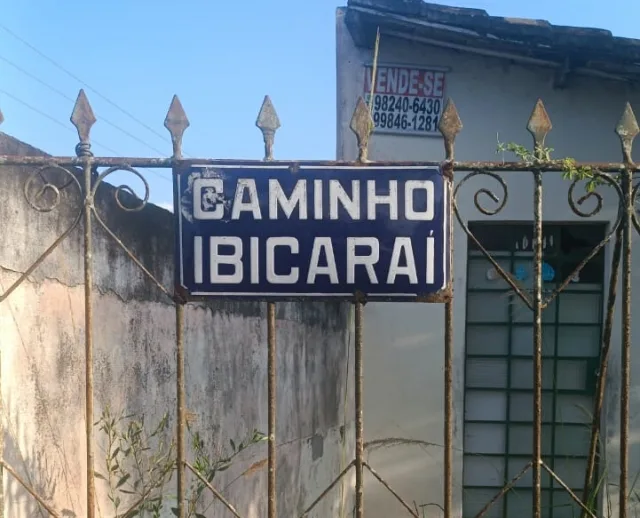 VENDE-SE
98240-6430
99846-1281
CAMINHO
IBICARAÍ